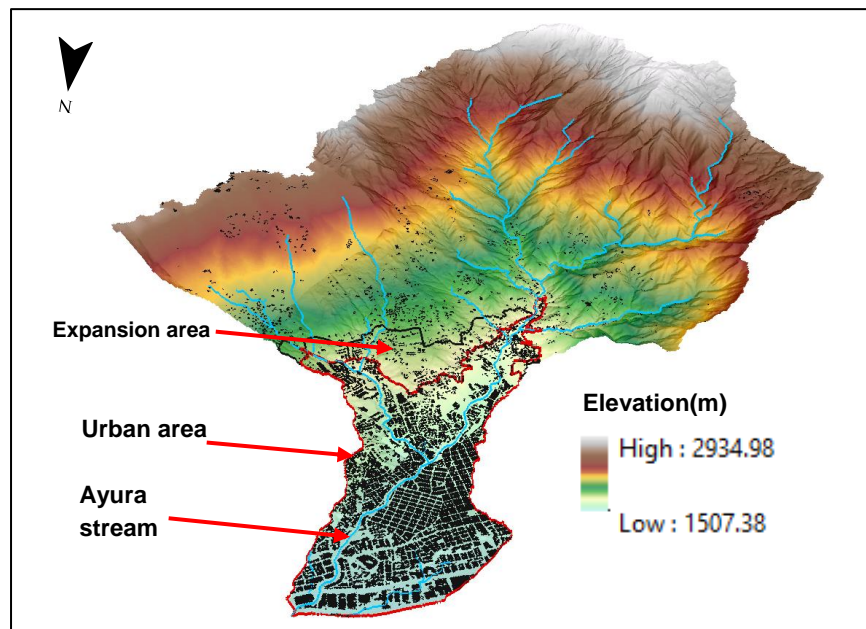 N
Expansion area
Urban area
Ayura
stream
Elevation(m)
High : 2934.98
Low : 1507.38